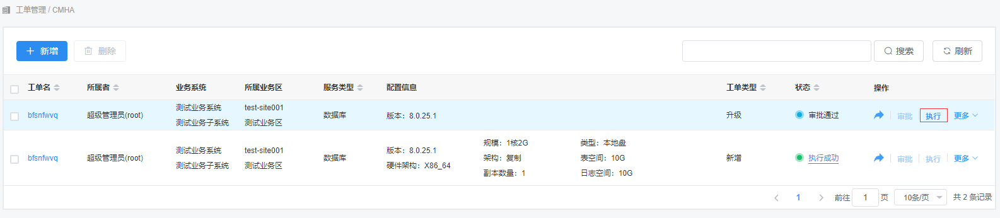 工单管理 / CMHA
新增 删除 搜索 刷新
工单名 所属者 业务系统 所属业务区 服务类型 配置信息 工单类型 状态 操作
bfsnfwvq 超级管理员(root) 测试业务系统 test-site001 数据库 版本：8.0.25.1 升级 审批通过 审批 执行 更多
测试业务子系统 测试业务区
bfsnfwvq 超级管理员(root) 测试业务系统 test-site001 数据库 版本：8.0.25.1 规模：1核2G 类型：本地盘 新增 执行成功 审批 执行 更多
测试业务子系统 测试业务区 硬件架构：X86_64 架构：复制 表空间：10G
副本数量：1 日志空间：10G
1 前往 1 页 10条/页 共 2 条记录